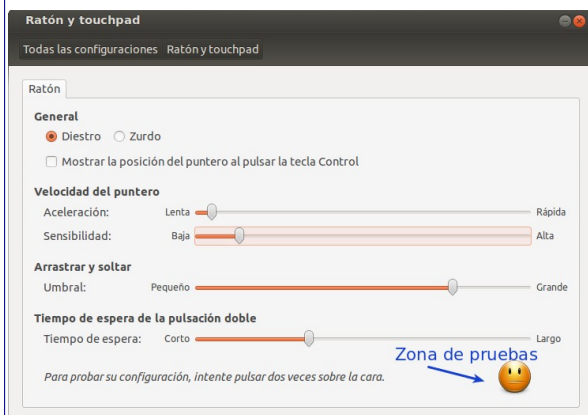 Ratón y touchpad
Todas las configuraciones Ratón y touchpad
Ratón
General
Diestro Zurdo
Mostrar la posición del puntero al pulsar la tecla Control
Velocidad del puntero
Aceleración: Lenta Rápida
Sensibilidad: Baja Alta
Arrastrar y soltar
Umbral: Pequeño Grande
Tiempo de espera de la pulsación doble
Tiempo de espera: Corto Largo
Zona de pruebas
Para probar su configuración, intente pulsar dos veces sobre la cara.